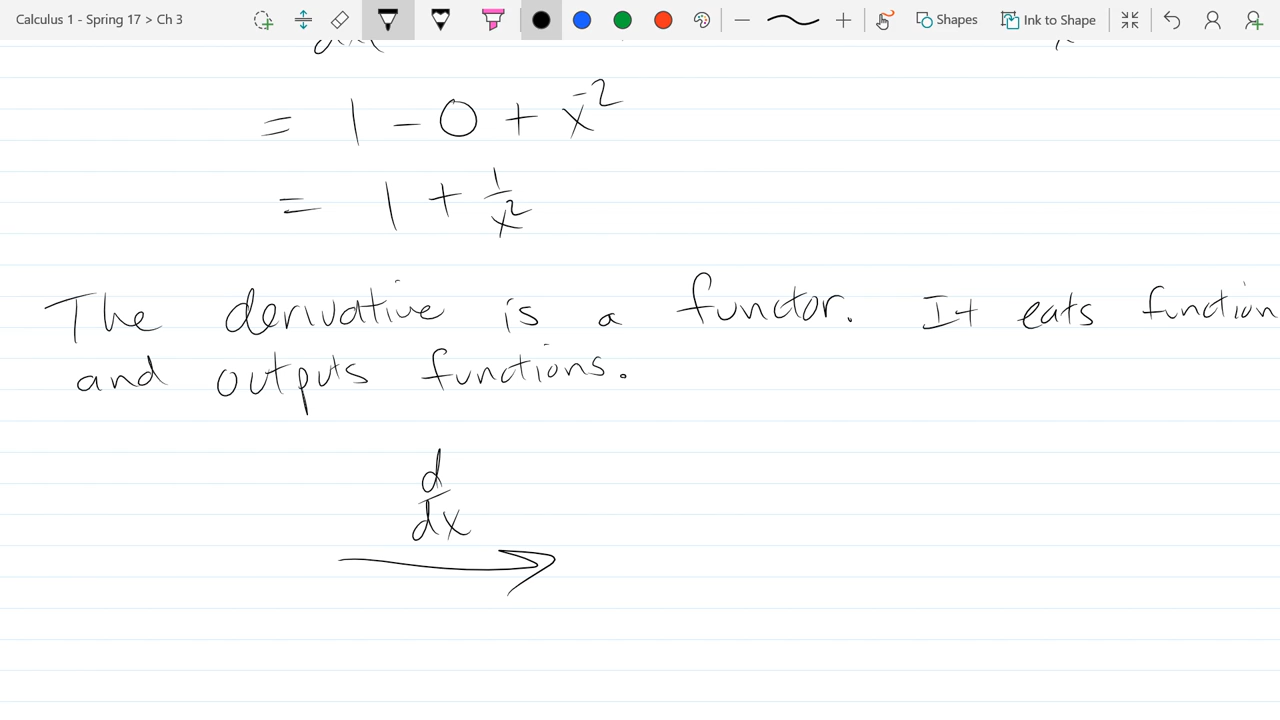 Calculus 1 - Spring 17 > Ch 3
Shapes
Ink to Shape
= 1 - 0 + x⁻²
= 1 + 1/x²
The derivative is a functor. It eats function
and outputs functions.
d/dx